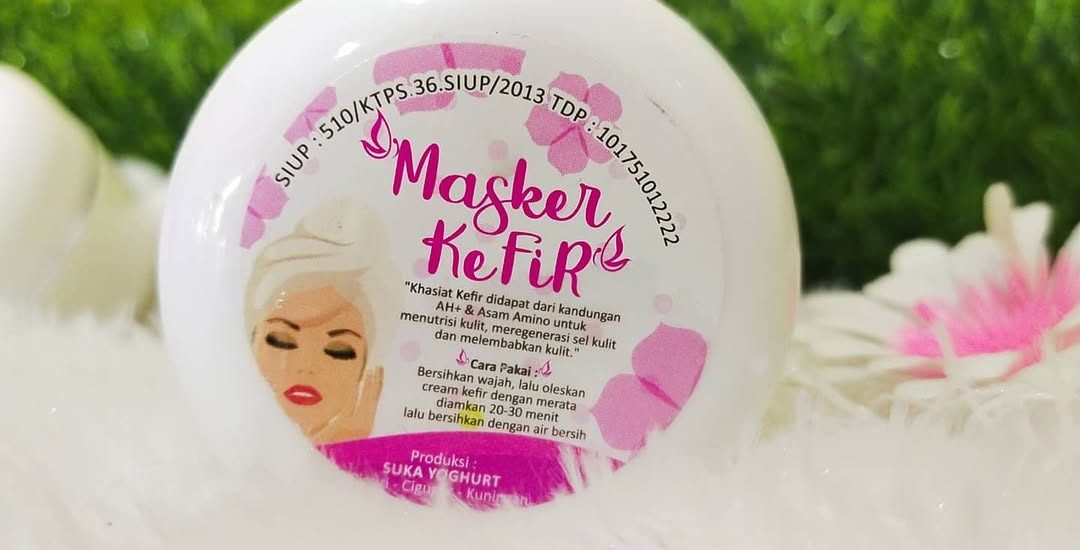 SIUP : 510/KTPS.36.SIUP/2013 TDP : 101751012222
Masker
Kefir
"Khasiat Kefir didapat dari kandungan
AH+ & Asam Amino untuk
menutrisi kulit, meregenerasi sel kulit
dan melembabkan kulit."
Cara Pakai :
Bersihkan wajah, lalu oleskan
cream kefir dengan merata
diamkan 20-30 menit
lalu bersihkan dengan air bersih
Produksi :
SUKA YOGHURT